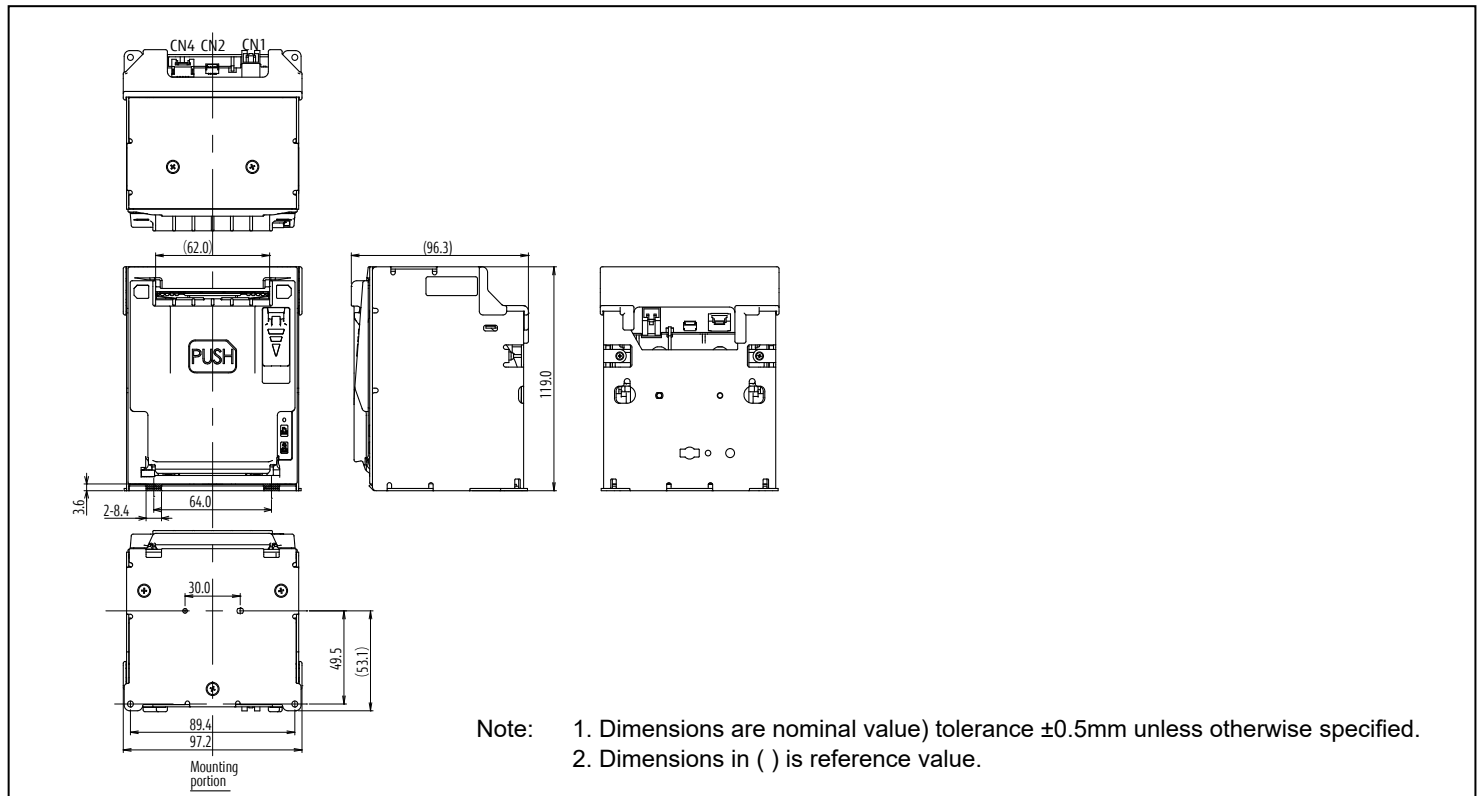 CN4 CN2 CN1
(62.0)
(96.3)
PUSH
119.0
3.6
2-8.4
64.0
30.0
49.5
(53.1)
89.4
97.2
Mounting
portion
Note: 1. Dimensions are nominal value) tolerance ±0.5mm unless otherwise specified.
2. Dimensions in ( ) is reference value.